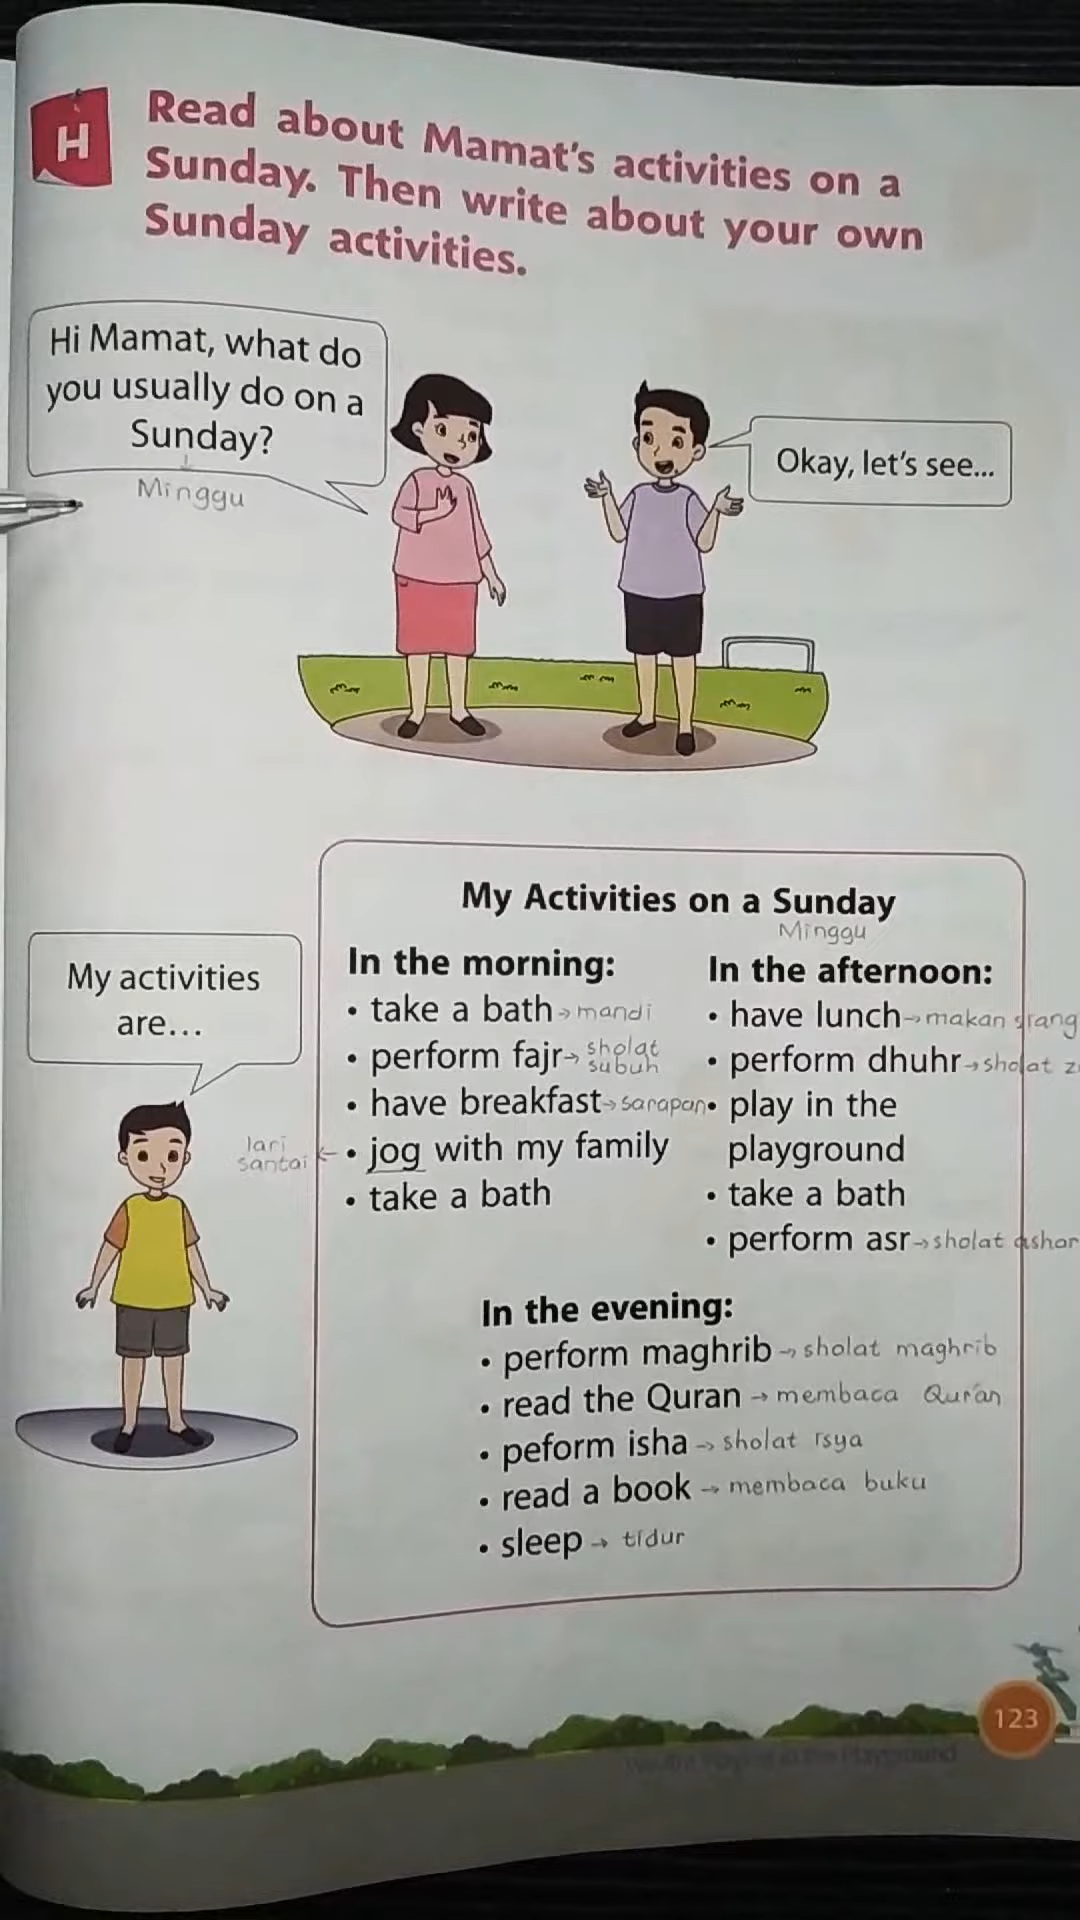 H
Read about Mamat's activities on a
Sunday. Then write about your own
Sunday activities.
Hi Mamat, what do
you usually do on a
Sunday?
Minggu
Okay, let's see...
My activities
are...
My Activities on a Sunday
Minggu
In the morning:
• take a bath → mandi
• perform fajr → sholat subuh
• have breakfast → sarapan
lari santai ← • jog with my family
• take a bath
In the afternoon:
• have lunch → makan
• perform dhuhr → sholat
• play in the
playground
• take a bath
• perform asr → sholat ashar
In the evening:
• perform maghrib → sholat maghrib
• read the Quran → membaca Qur'an
• peform isha → sholat Isya
• read a book → membaca buku
• sleep → tidur
123
Playing in the Playground